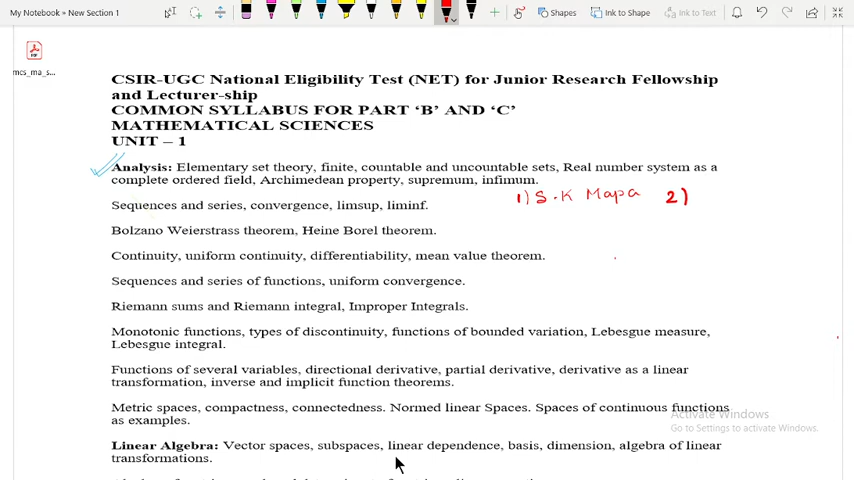 My Notebook » New Section 1
Shapes
Ink to Shape
Ink to Text
Share
PDF
mcs_ma_s...
CSIR-UGC National Eligibility Test (NET) for Junior Research Fellowship
and Lecturer-ship
COMMON SYLLABUS FOR PART ‘B’ AND ‘C’
MATHEMATICAL SCIENCES
UNIT – 1
Analysis: Elementary set theory, finite, countable and uncountable sets, Real number system as a
complete ordered field, Archimedean property, supremum, infimum.
1) S.K Mapa 2)
Sequences and series, convergence, limsup, liminf.
Bolzano Weierstrass theorem, Heine Borel theorem.
Continuity, uniform continuity, differentiability, mean value theorem.
Sequences and series of functions, uniform convergence.
Riemann sums and Riemann integral, Improper Integrals.
Monotonic functions, types of discontinuity, functions of bounded variation, Lebesgue measure,
Lebesgue integral.
Functions of several variables, directional derivative, partial derivative, derivative as a linear
transformation, inverse and implicit function theorems.
Metric spaces, compactness, connectedness. Normed linear Spaces. Spaces of continuous functions
as examples.
Activate Windows
Go to Settings to activate Windows.
Linear Algebra: Vector spaces, subspaces, linear dependence, basis, dimension, algebra of linear
transformations.